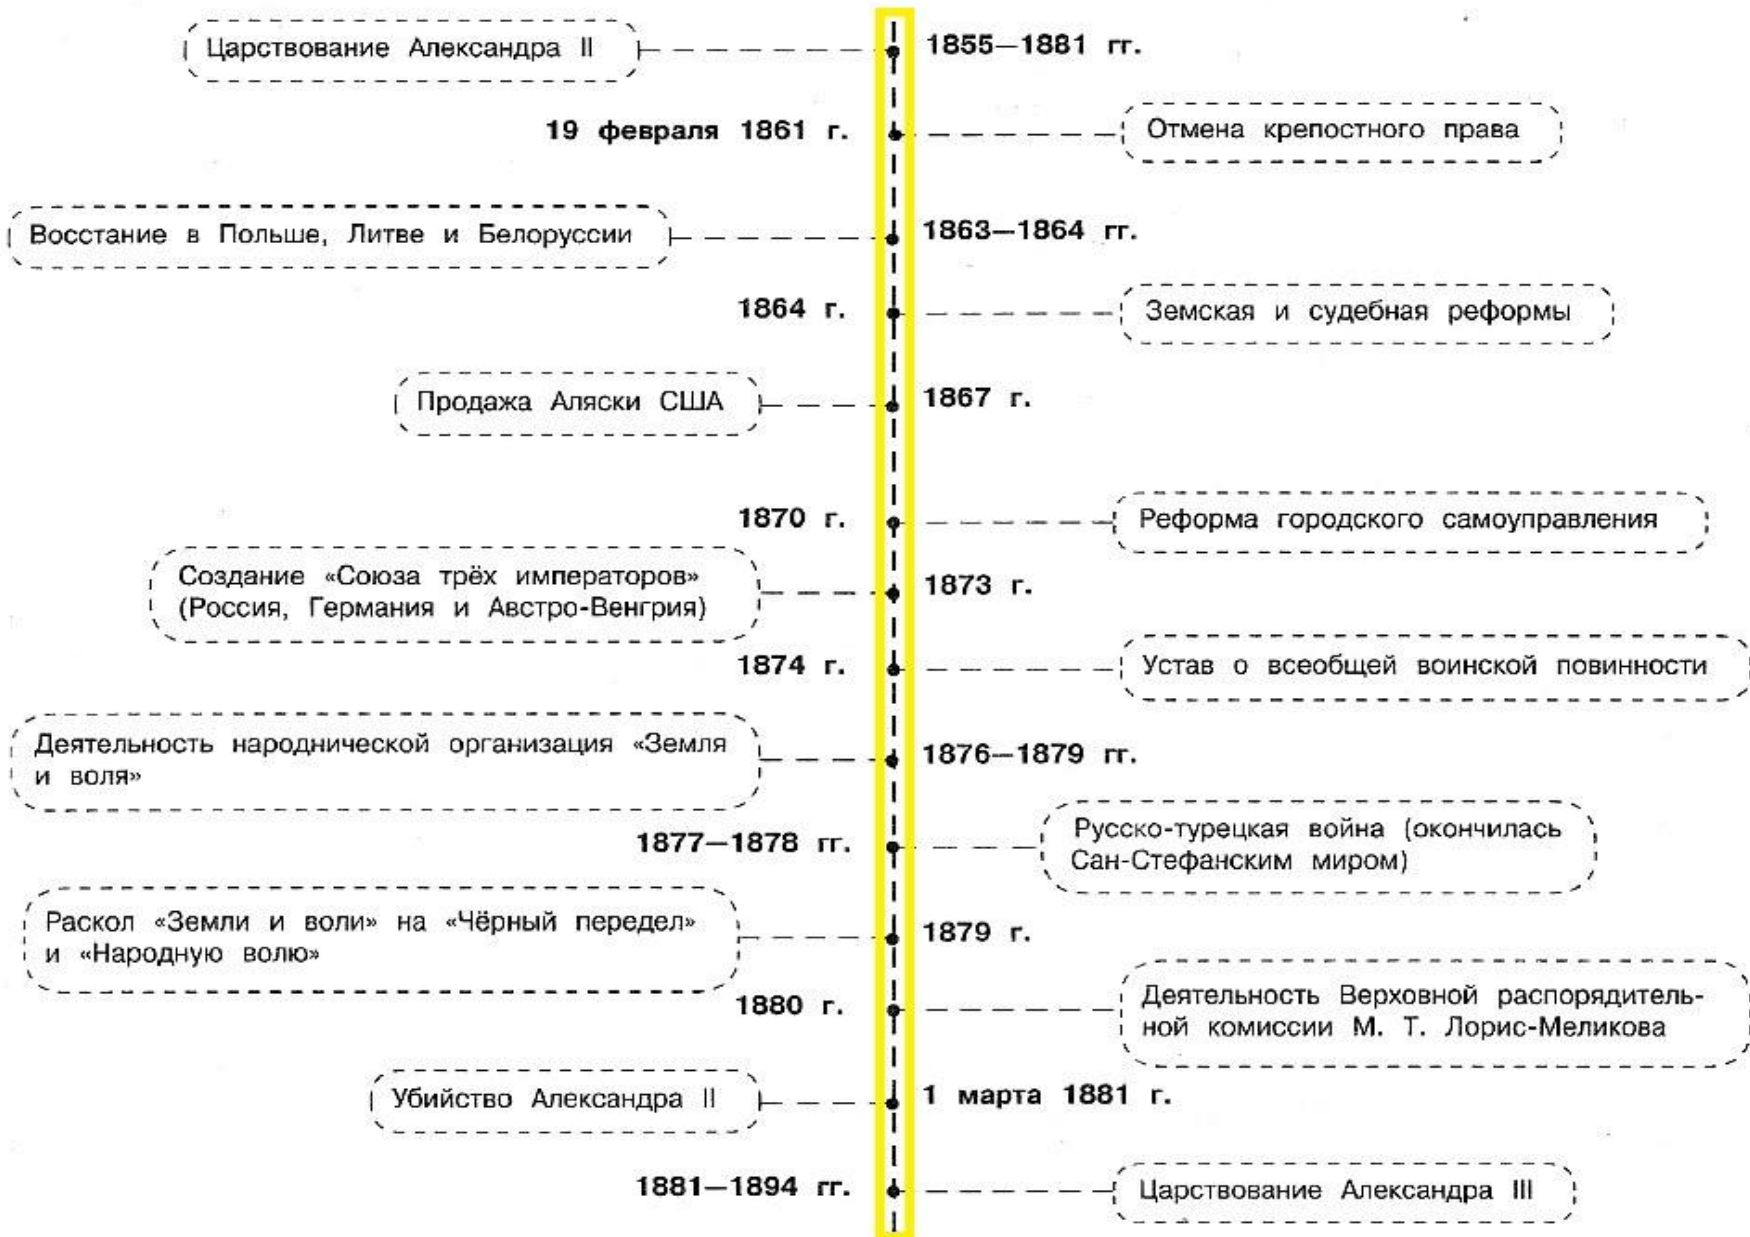 Царствование Александра II
1855—1881 гг.
19 февраля 1861 г.
Отмена крепостного права
Восстание в Польше, Литве и Белоруссии
1863—1864 гг.
1864 г.
Земская и судебная реформы
Продажа Аляски США
1867 г.
1870 г.
Реформа городского самоуправления
Создание «Союза трёх императоров»
(Россия, Германия и Австро-Венгрия)
1873 г.
1874 г.
Устав о всеобщей воинской повинности
Деятельность народнической организация «Земля
и воля»
1876—1879 гг.
1877—1878 гг.
Русско-турецкая война (окончилась
Сан-Стефанским миром)
Раскол «Земли и воли» на «Чёрный передел»
и «Народную волю»
1879 г.
1880 г.
Деятельность Верховной распорядитель-
ной комиссии М. Т. Лорис-Меликова
Убийство Александра II
1 марта 1881 г.
1881—1894 гг.
Царствование Александра III